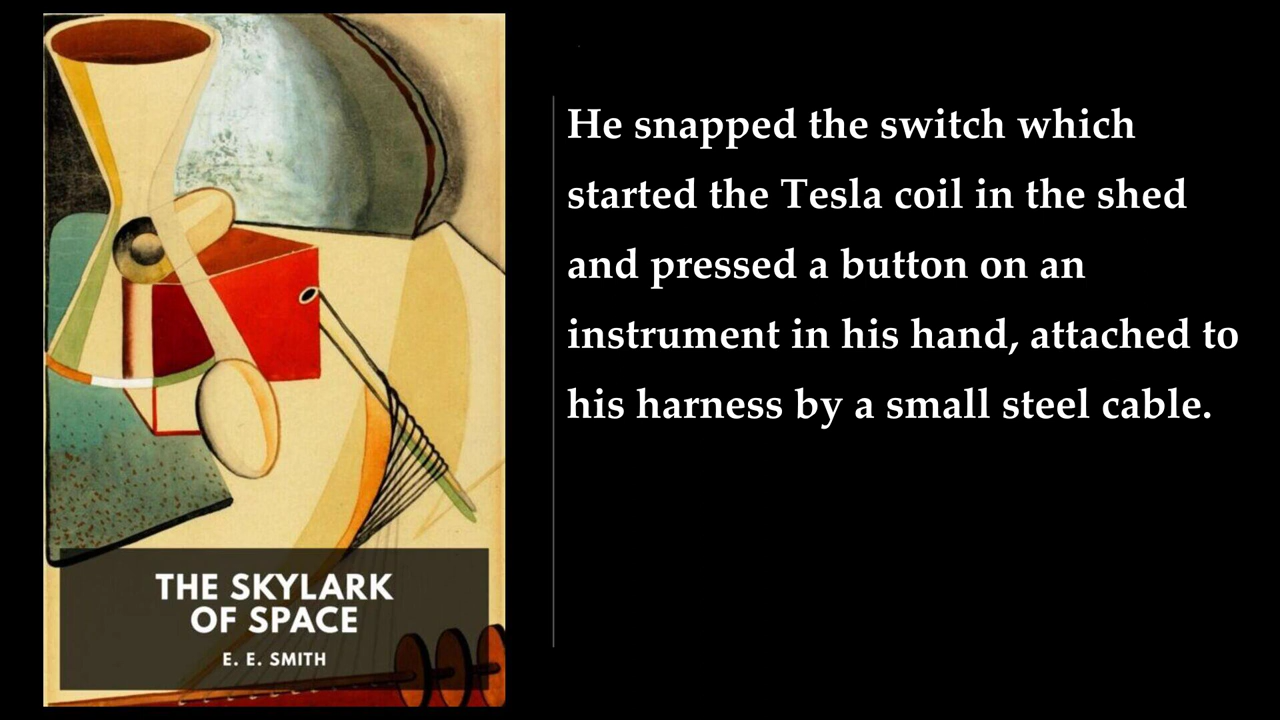 He snapped the switch which
started the Tesla coil in the shed
and pressed a button on an
instrument in his hand, attached to
his harness by a small steel cable.
THE SKYLARK
OF SPACE
E. E. SMITH